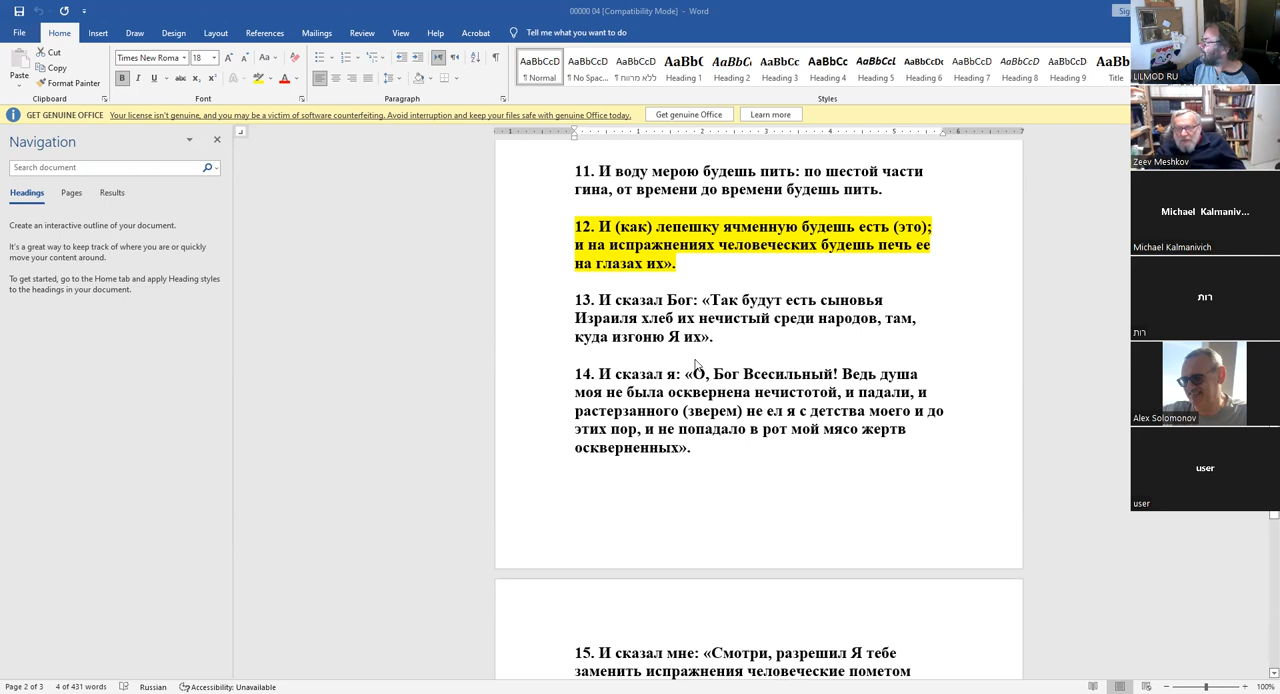 00000 04 [Compatibility Mode] - Word
File Home Insert Draw Design Layout References Mailings Review View Help Acrobat Tell me what you want to do
Paste Cut Copy Format Painter
Times New Roma 18
AaBbCcD AaBbCcD AaBbCcD
¶ Normal ¶ No Spac... ללא מרווח ¶ Heading 1 Heading 2 Heading 3 Heading 4 Heading 5 Heading 6 Heading 7 Heading 8 Heading 9 Title
Clipboard Font Paragraph Styles
GET GENUINE OFFICE Your license isn't genuine, and you may be a victim of software counterfeiting. Avoid interruption and keep your files safe with genuine Office today. Get genuine Office Learn more
Navigation
Search document
Headings Pages Results
Create an interactive outline of your document.
It's a great way to keep track of where you are or quickly
move your content around.
To get started, go to the Home tab and apply Heading styles
to the headings in your document.
11. И воду мерою будешь пить: по шестой части
гина, от времени до времени будешь пить.
12. И (как) лепешку ячменную будешь есть (это);
и на испражнениях человеческих будешь печь ее
на глазах их».
13. И сказал Бог: «Так будут есть сыновья
Израиля хлеб их нечистый среди народов, там,
куда изгоню Я их».
14. И сказал я: «О, Бог Всесильный! Ведь душа
моя не была осквернена нечистотой, и падали, и
растерзанного (зверем) не ел я с детства моего и до
этих пор, и не попадало в рот мой мясо жертв
оскверненных».
15. И сказал мне: «Смотри, разрешил Я тебе
заменить испражнения человеческие пометом
LILMOD RU
Zeev Meshkov
Michael Kalmaniv...
Michael Kalmanich
רות
רות
Alex Solomonov
user
user
Page 2 of 3 4 of 431 words Russian Accessibility: Unavailable 100%